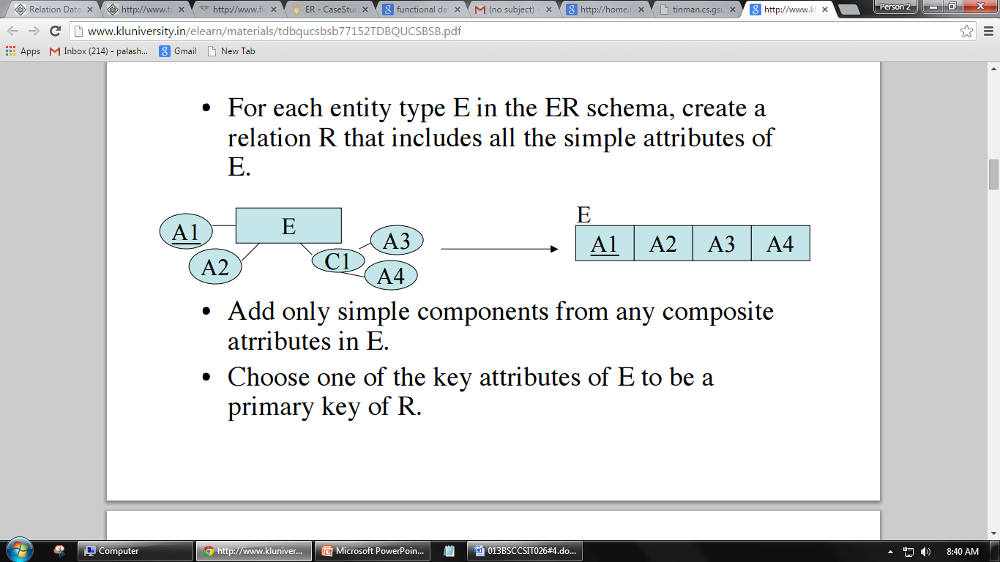 Relation Data
http://www.tu
http://www.fi
ER - CaseStud
functional da
(no subject) -
http://home.i
tinman.cs.gsu
http://www.kl
Person 2
www.kluniversity.in/elearn/materials/tdbqucsbsb77152TDBQUCSBSB.pdf
Apps
Inbox (214) - palash...
Gmail
New Tab
• For each entity type E in the ER schema, create a
relation R that includes all the simple attributes of
E.
E
A1
A2
C1
A3
A4
E
A1 A2 A3 A4
• Add only simple components from any composite
atrributes in E.
• Choose one of the key attributes of E to be a
primary key of R.
Computer
http://www.kluniver...
Microsoft PowerPoin...
013BSCCSIT026#4.do...
8:40 AM